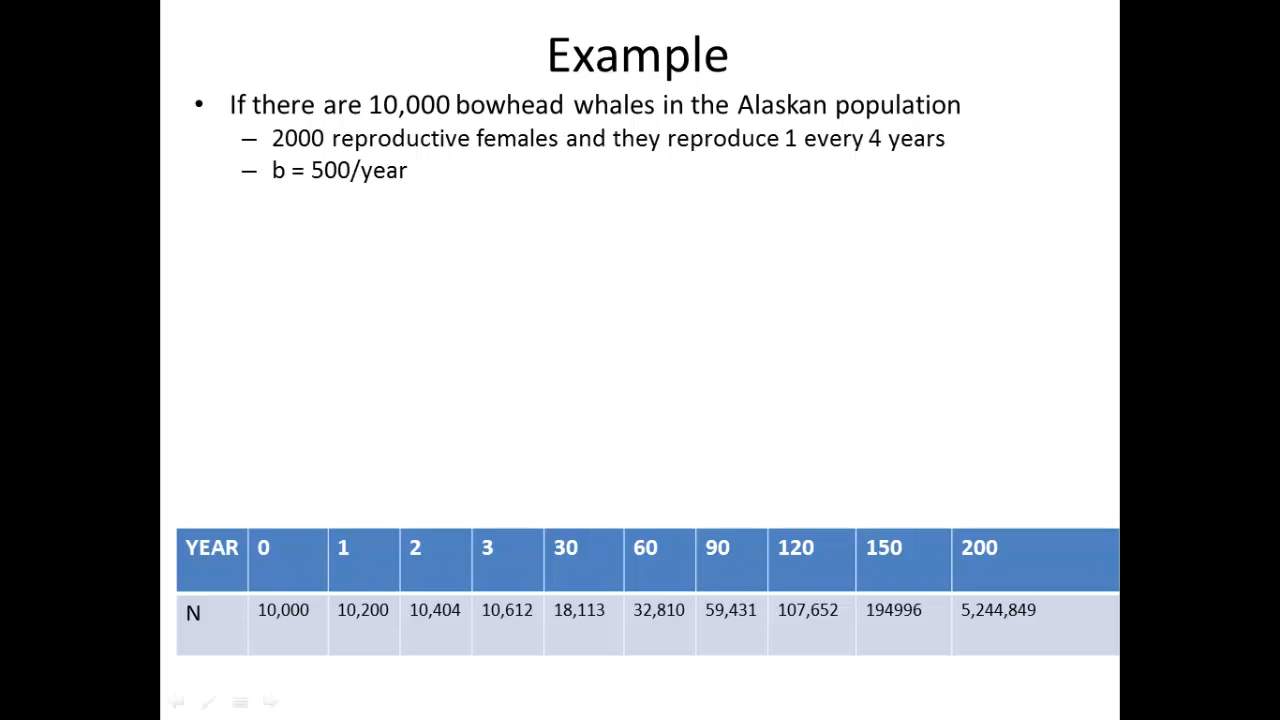 Example
• If there are 10,000 bowhead whales in the Alaskan population
– 2000 reproductive females and they reproduce 1 every 4 years
– b = 500/year
YEAR 0 1 2 3 30 60 90 120 150 200
N 10,000 10,200 10,404 10,612 18,113 32,810 59,431 107,652 194996 5,244,849